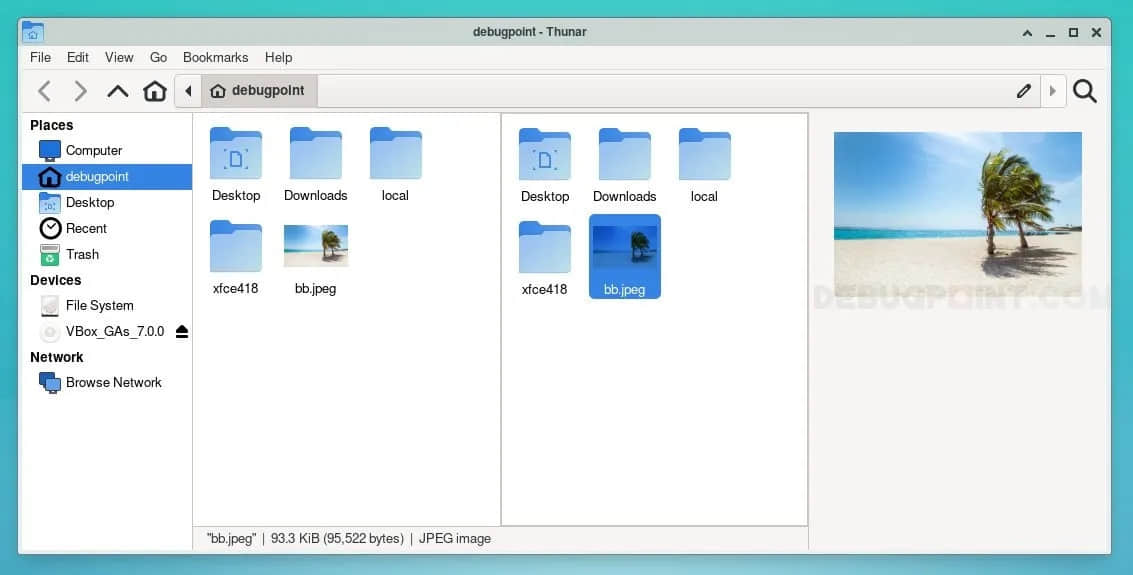 debugpoint - Thunar
File Edit View Go Bookmarks Help
debugpoint
Places
Computer
debugpoint
Desktop
Recent
Trash
Devices
File System
VBox_GAs_7.0.0
Network
Browse Network
Desktop Downloads local
xfce418 bb.jpeg
Desktop Downloads local
xfce418 bb.jpeg
DEBUGPOINT.COM
"bb.jpeg" | 93.3 KiB (95,522 bytes) | JPEG image